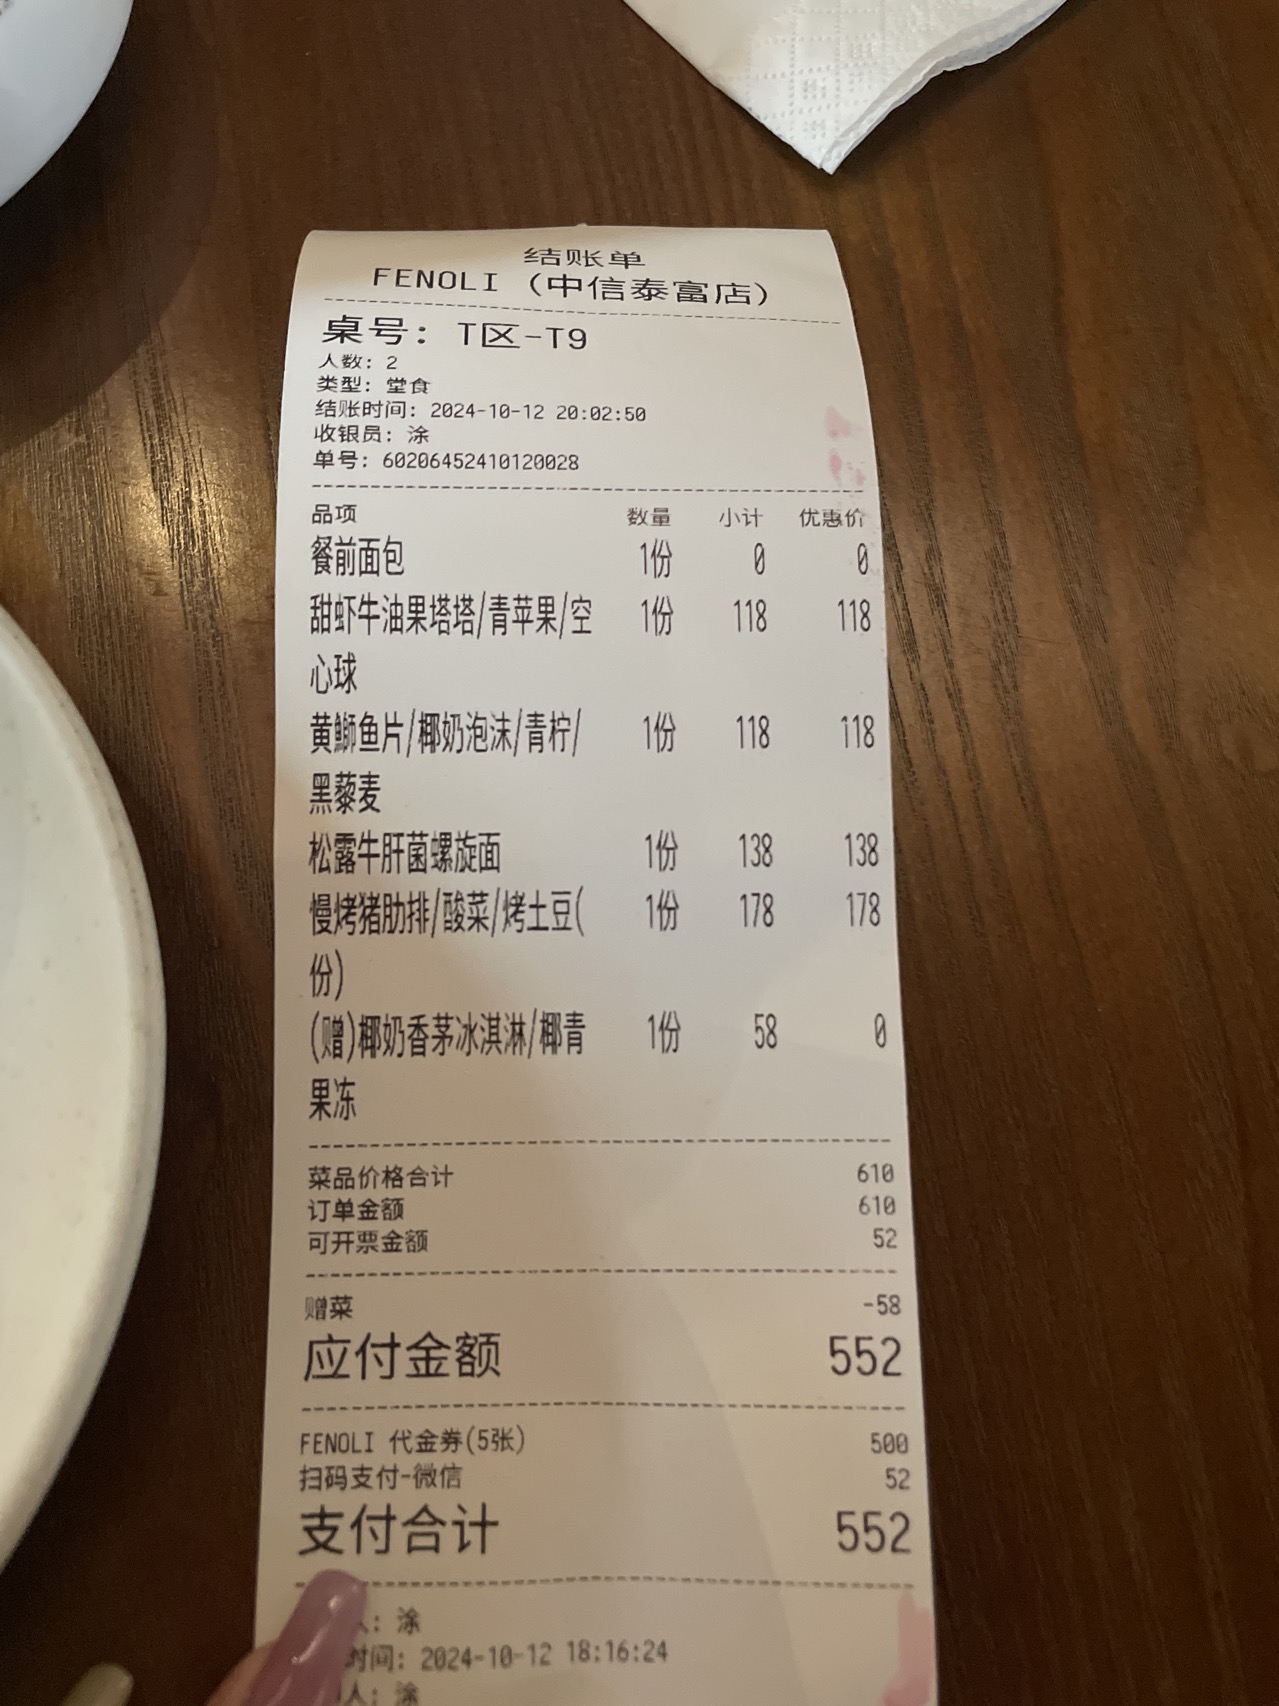 结账单
FENOLI (中信泰富店)
桌号: T区-T9
人数: 2
类型: 堂食
结账时间: 2024-10-12 20:02:50
收银员: 涂
单号: 60206452410120028
品项 数量 小计 优惠价
餐前面包 1份 0 0
甜虾牛油果塔塔/青苹果/空 1份 118 118
心球
黄鰤鱼片/椰奶泡沫/青柠/ 1份 118 118
黑藜麦
松露牛肝菌螺旋面 1份 138 138
慢烤猪肋排/酸菜/烤土豆( 1份 178 178
份)
(赠)椰奶香茅冰淇淋/椰青 1份 58 0
果冻
菜品价格合计 610
订单金额 610
可开票金额 52
赠菜 -58
应付金额 552
FENOLI 代金券(5张) 500
扫码支付-微信 52
支付合计 552
人: 涂
时间: 2024-10-12 18:16:24
人: 涂